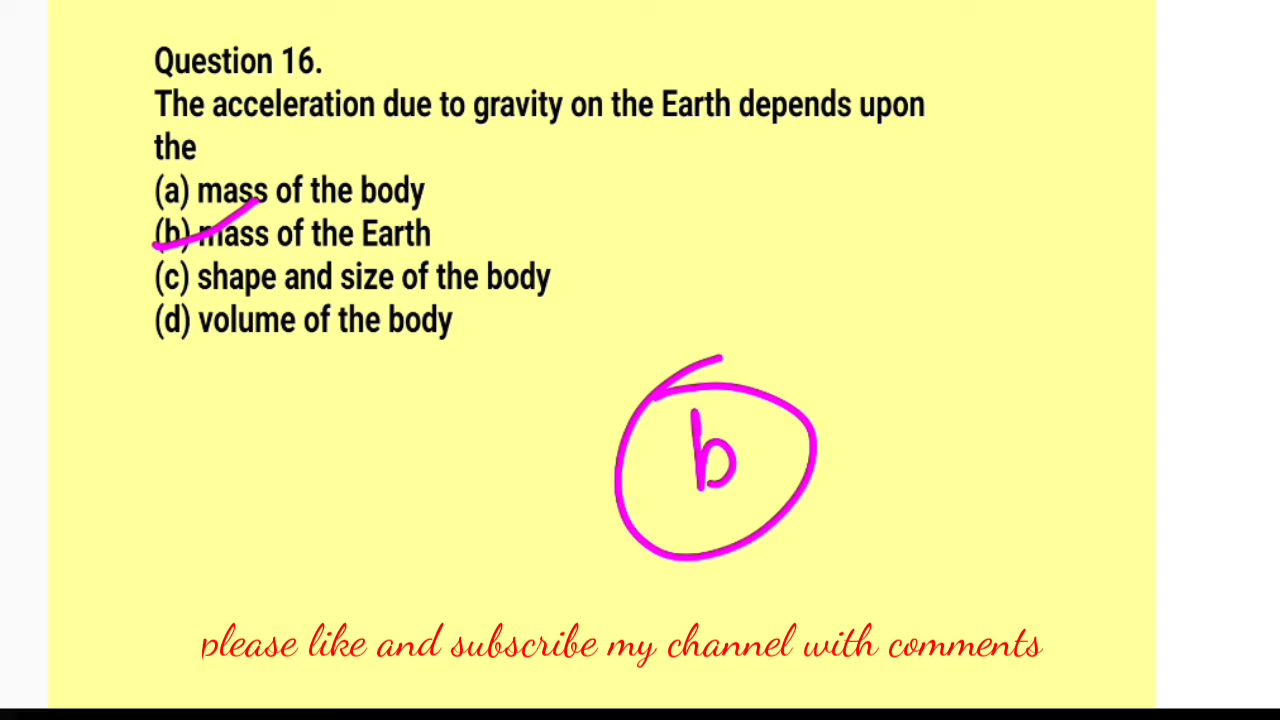 Question 16.
The acceleration due to gravity on the Earth depends upon
the
(a) mass of the body
(b) mass of the Earth
(c) shape and size of the body
(d) volume of the body
b
please like and subscribe my channel with comments